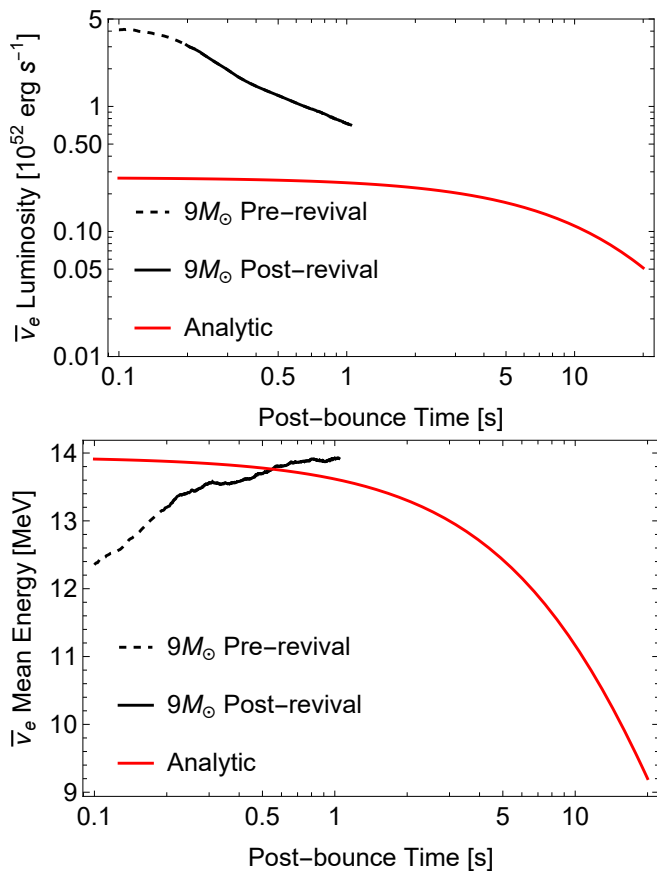 5
1
0.50
0.10
0.05
0.01
ν̅e Luminosity [10^52 erg s^−1]
9M⊙ Pre−revival
9M⊙ Post−revival
Analytic
0.1 0.5 1 5 10
Post−bounce Time [s]
14
13
12
11
10
9
ν̅e Mean Energy [MeV]
9M⊙ Pre−revival
9M⊙ Post−revival
Analytic
0.1 0.5 1 5 10
Post−bounce Time [s]